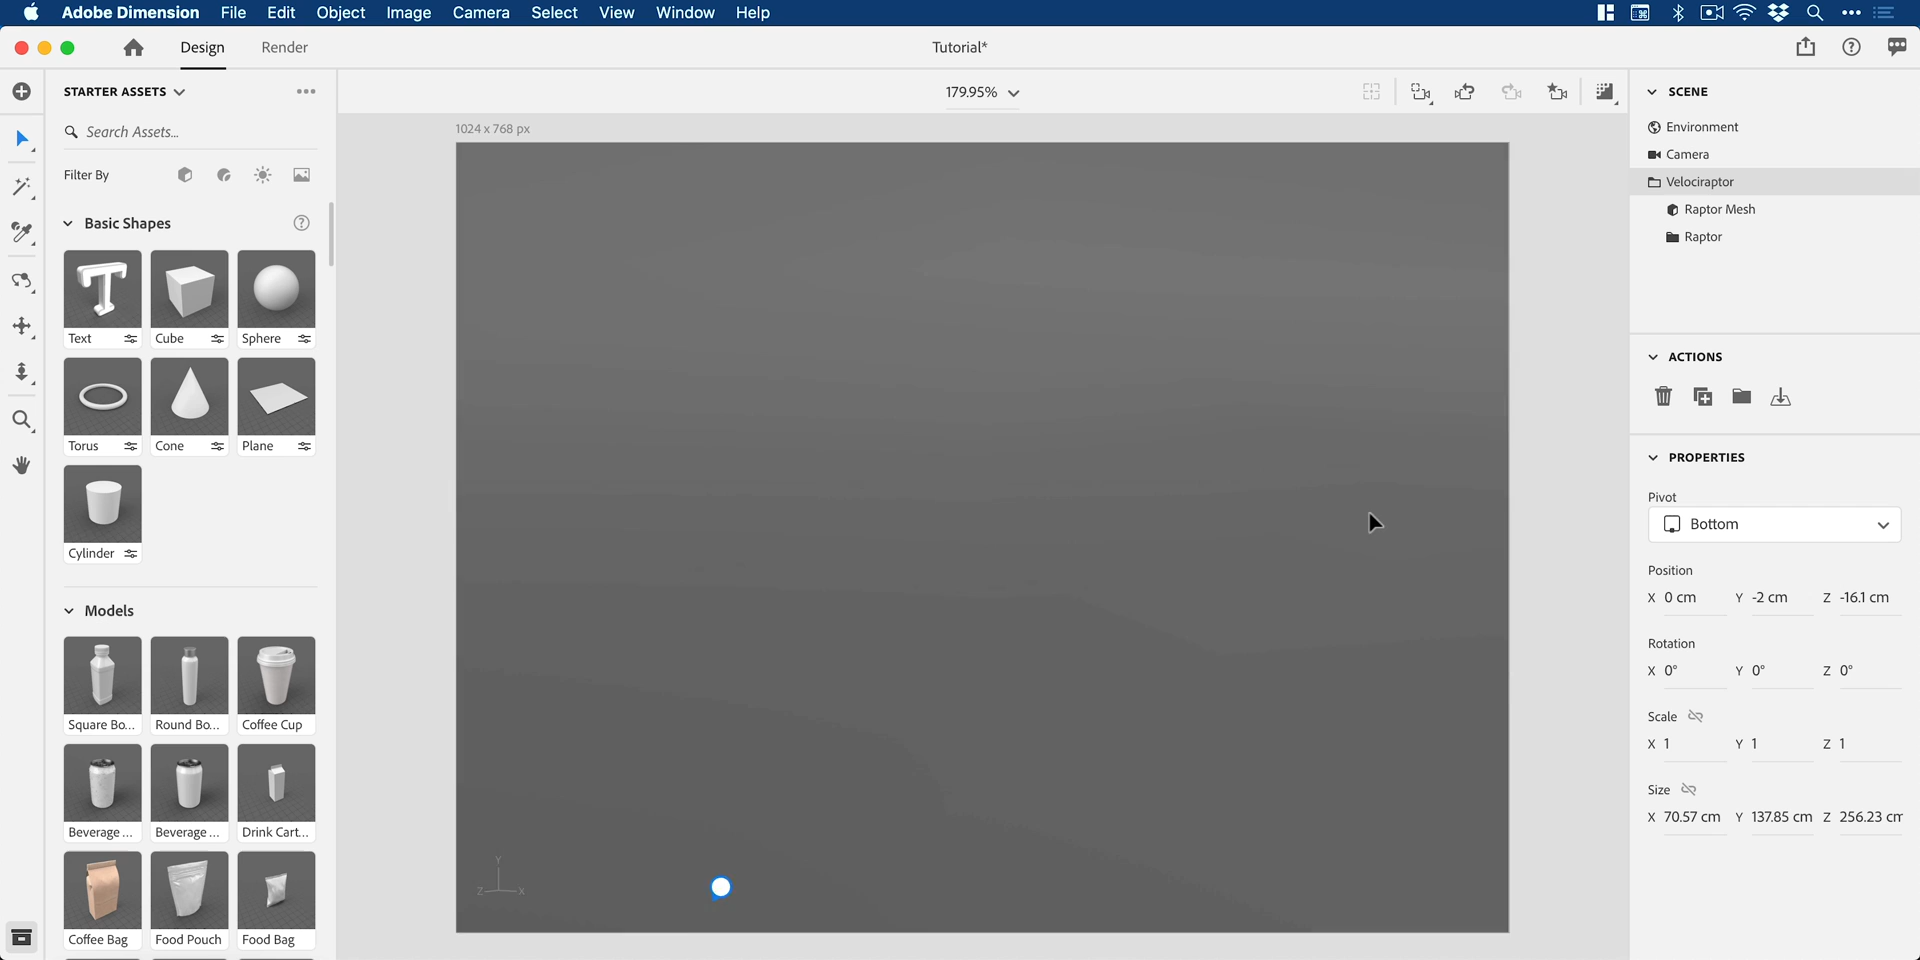 Adobe Dimension File Edit Object Image Camera Select View Window Help
Design Render Tutorial*
STARTER ASSETS
Search Assets...
Filter By
Basic Shapes
Text Cube Sphere
Torus Cone Plane
Cylinder
Models
Square Bo... Round Bo... Coffee Cup
Beverage ... Beverage ... Drink Cart...
Coffee Bag Food Pouch Food Bag
179.95%
1024 x 768 px
Y
Z X
SCENE
Environment
Camera
Velociraptor
Raptor Mesh
Raptor
ACTIONS
PROPERTIES
Pivot
Bottom
Position
X 0 cm Y -2 cm Z -16.1 cm
Rotation
X 0° Y 0° Z 0°
Scale
X 1 Y 1 Z 1
Size
X 70.57 cm Y 137.85 cm Z 256.23 cm